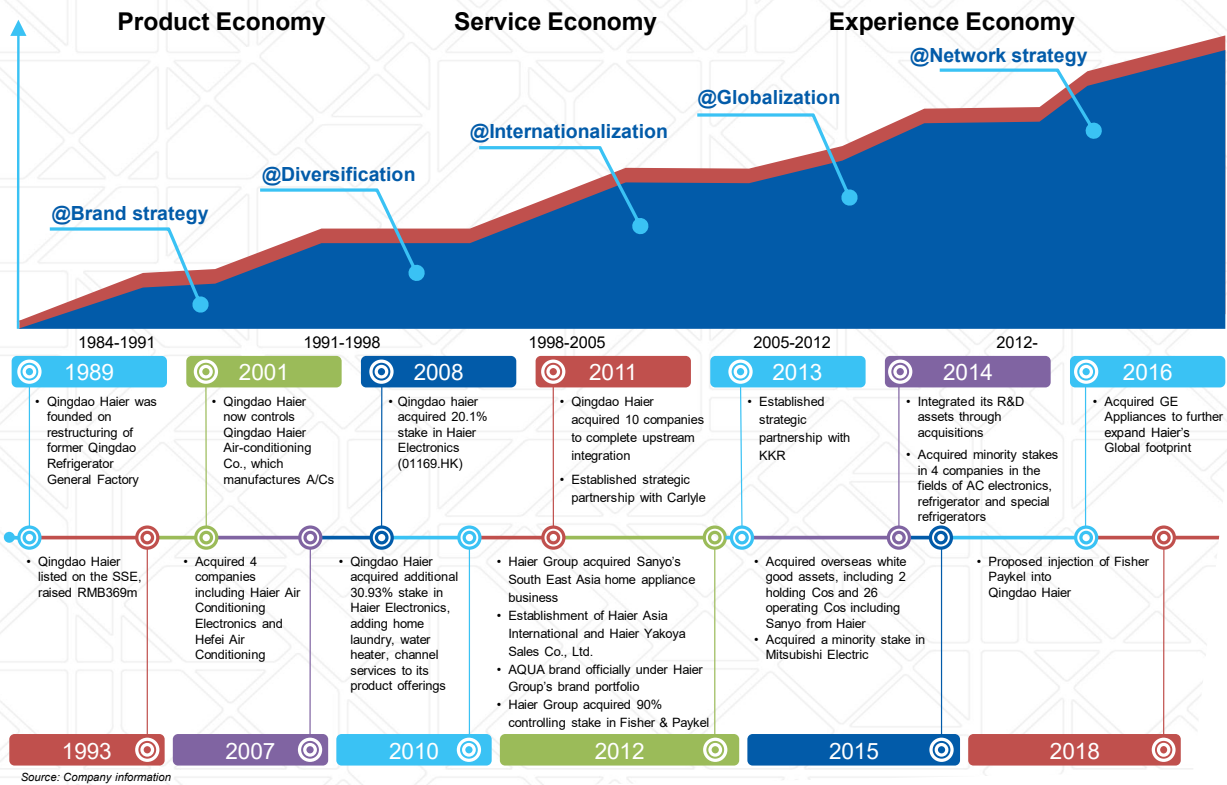 Product Economy
Service Economy
Experience Economy
@Network strategy
@Globalization
@Internationalization
@Diversification
@Brand strategy
1984-1991
1991-1998
1998-2005
2005-2012
2012-
1989
2001
2008
2011
2013
2014
2016
• Qingdao Haier was
founded on
restructuring of
former Qingdao
Refrigerator
General Factory
• Qingdao Haier
now controls
Qingdao Haier
Air-conditioning
Co., which
manufactures A/Cs
• Qingdao haier
acquired 20.1%
stake in Haier
Electronics
(01169.HK)
• Qingdao Haier
acquired 10 companies
to complete upstream
integration
• Established strategic
partnership with Carlyle
• Established
strategic
partnership with
KKR
• Integrated its R&D
assets through
acquisitions
• Acquired minority stakes
in 4 companies in the
fields of AC electronics,
refrigerator and special
refrigerators
• Acquired GE
Appliances to further
expand Haier's
Global footprint
• Qingdao Haier
listed on the SSE,
raised RMB369m
• Acquired 4
companies
including Haier Air
Conditioning
Electronics and
Hefei Air
Conditioning
• Qingdao Haier
acquired additional
30.93% stake in
Haier Electronics,
adding home
laundry, water
heater, channel
services to its
product offerings
• Haier Group acquired Sanyo's
South East Asia home appliance
business
• Establishment of Haier Asia
International and Haier Yakoya
Sales Co., Ltd.
• AQUA brand officially under Haier
Group's brand portfolio
• Haier Group acquired 90%
controlling stake in Fisher & Paykel
• Acquired overseas white
good assets, including 2
holding Cos and 26
operating Cos including
Sanyo from Haier
• Acquired a minority stake in
Mitsubishi Electric
• Proposed injection of Fisher
Paykel into
Qingdao Haier
1993
2007
2010
2012
2015
2018
Source: Company information